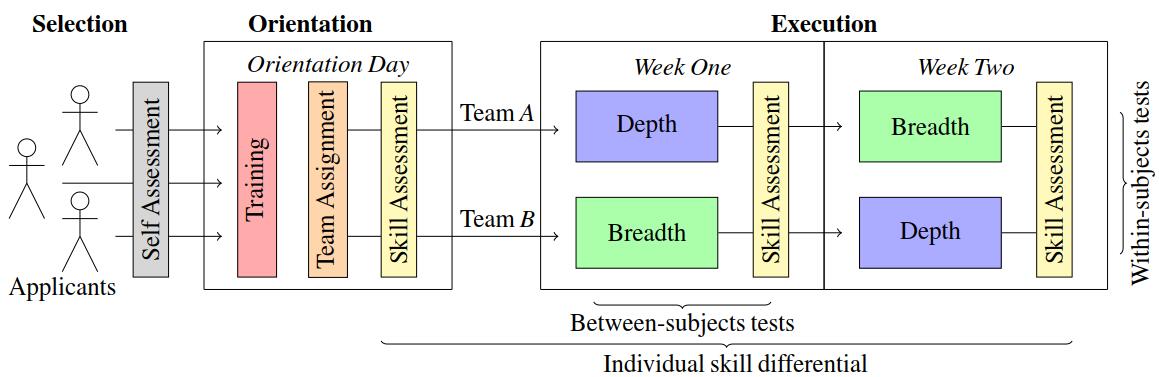 Selection
Orientation
Execution
Orientation Day
Week One
Week Two
Applicants
Self Assessment
Training
Team Assignment
Skill Assessment
Team A
Team B
Depth
Breadth
Skill Assessment
Breadth
Depth
Skill Assessment
Within-subjects tests
Between-subjects tests
Individual skill differential